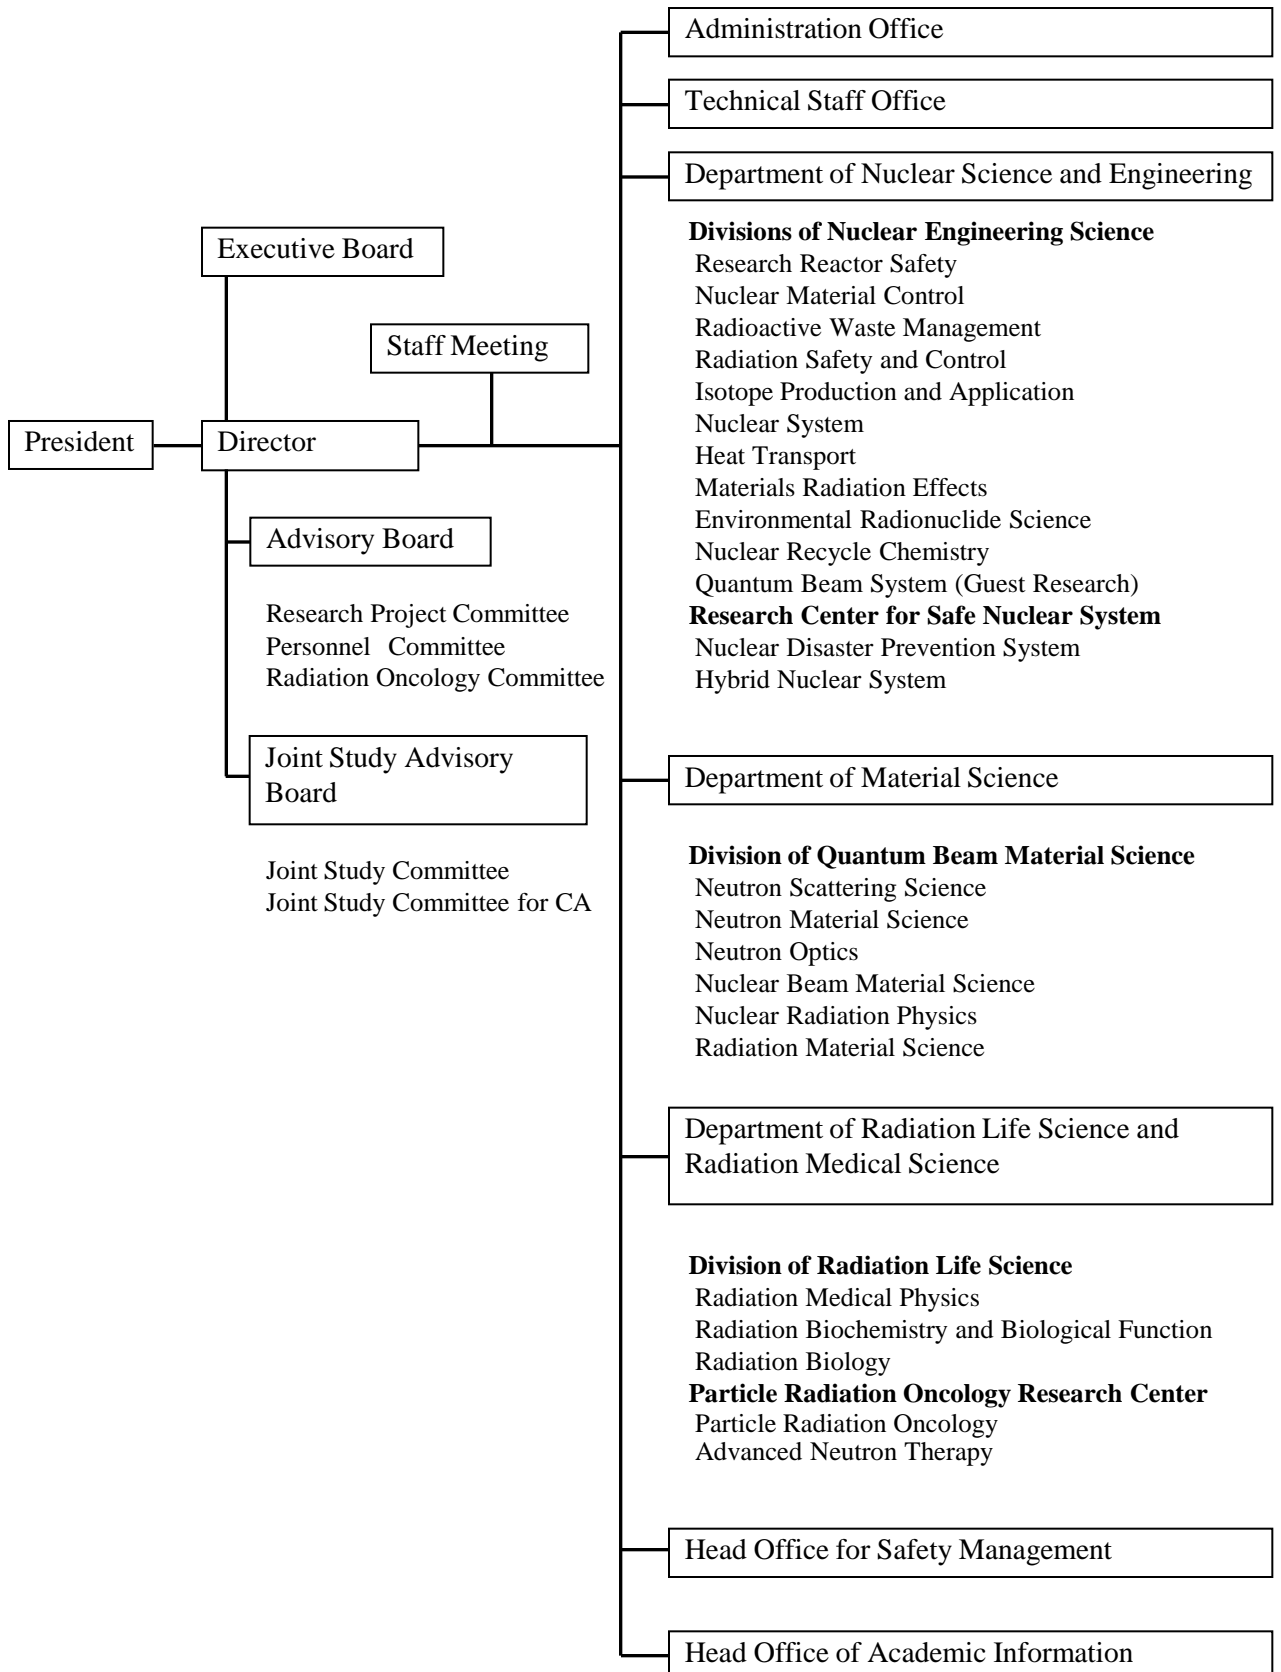 President
Executive Board
Director
Staff Meeting
Advisory Board
Research Project Committee
Personnel Committee
Radiation Oncology Committee
Joint Study Advisory
Board
Joint Study Committee
Joint Study Committee for CA
Administration Office
Technical Staff Office
Department of Nuclear Science and Engineering
Divisions of Nuclear Engineering Science
Research Reactor Safety
Nuclear Material Control
Radioactive Waste Management
Radiation Safety and Control
Isotope Production and Application
Nuclear System
Heat Transport
Materials Radiation Effects
Environmental Radionuclide Science
Nuclear Recycle Chemistry
Quantum Beam System (Guest Research)
Research Center for Safe Nuclear System
Nuclear Disaster Prevention System
Hybrid Nuclear System
Department of Material Science
Division of Quantum Beam Material Science
Neutron Scattering Science
Neutron Material Science
Neutron Optics
Nuclear Beam Material Science
Nuclear Radiation Physics
Radiation Material Science
Department of Radiation Life Science and
Radiation Medical Science
Division of Radiation Life Science
Radiation Medical Physics
Radiation Biochemistry and Biological Function
Radiation Biology
Particle Radiation Oncology Research Center
Particle Radiation Oncology
Advanced Neutron Therapy
Head Office for Safety Management
Head Office of Academic Information